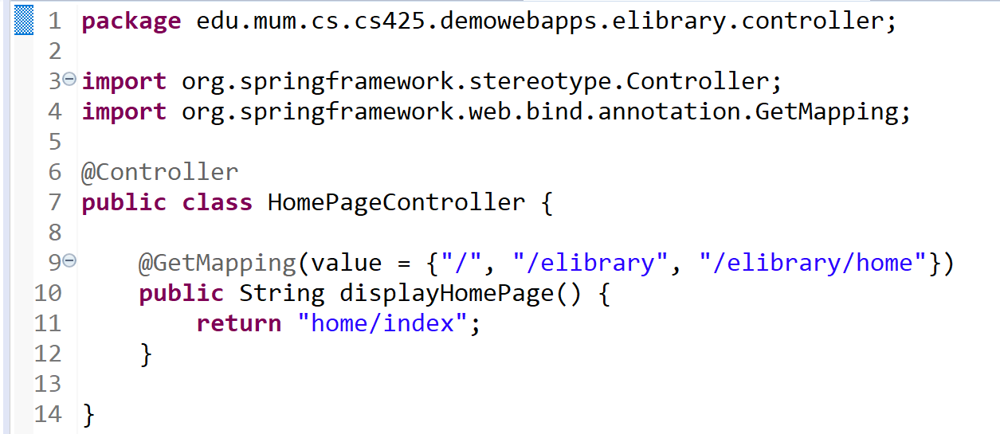 1 package edu.mum.cs.cs425.demowebapps.elibrary.controller;
2
3 import org.springframework.stereotype.Controller;
4 import org.springframework.web.bind.annotation.GetMapping;
5
6 @Controller
7 public class HomePageController {
8
9     @GetMapping(value = {"/", "/elibrary", "/elibrary/home"})
10     public String displayHomePage() {
11         return "home/index";
12     }
13
14 }